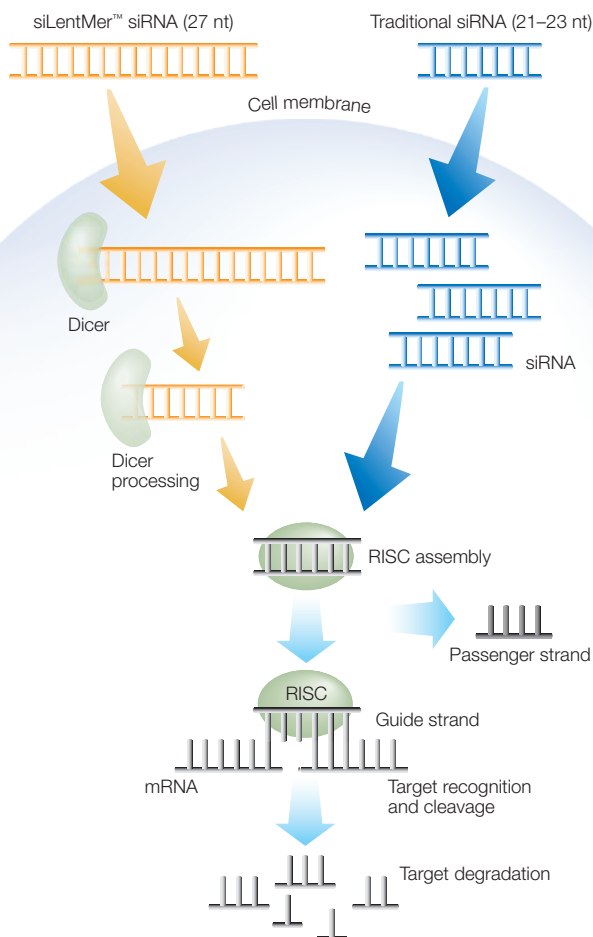 siLentMer™ siRNA (27 nt)
Traditional siRNA (21–23 nt)
Cell membrane
Dicer
siRNA
Dicer
processing
RISC assembly
Passenger strand
RISC
Guide strand
mRNA
Target recognition
and cleavage
Target degradation